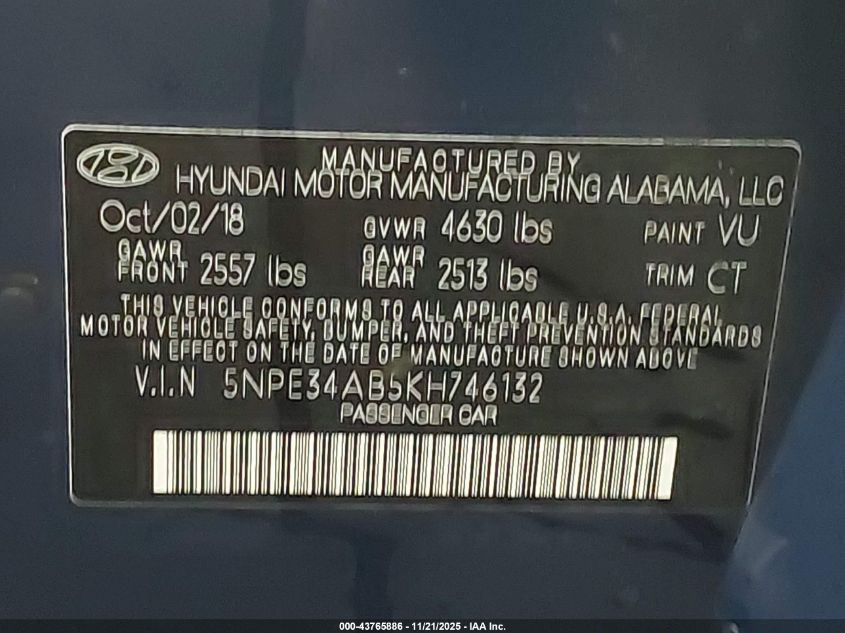 MANUFACTURED BY
HYUNDAI MOTOR MANUFACTURING ALABAMA, LLC
Oct/02/18 GVWR 4630 lbs PAINT VU
GAWR FRONT 2557 lbs GAWR REAR 2513 lbs TRIM CT
THIS VEHICLE CONFORMS TO ALL APPLICABLE U.S.A. FEDERAL
MOTOR VEHICLE SAFETY, BUMPER, AND THEFT PREVENTION STANDARDS
IN EFFECT ON THE DATE OF MANUFACTURE SHOWN ABOVE
V.I.N 5NPE34AB5KH746132
PASSENGER CAR
000-43765886 - 11/21/2025 - IAA Inc.